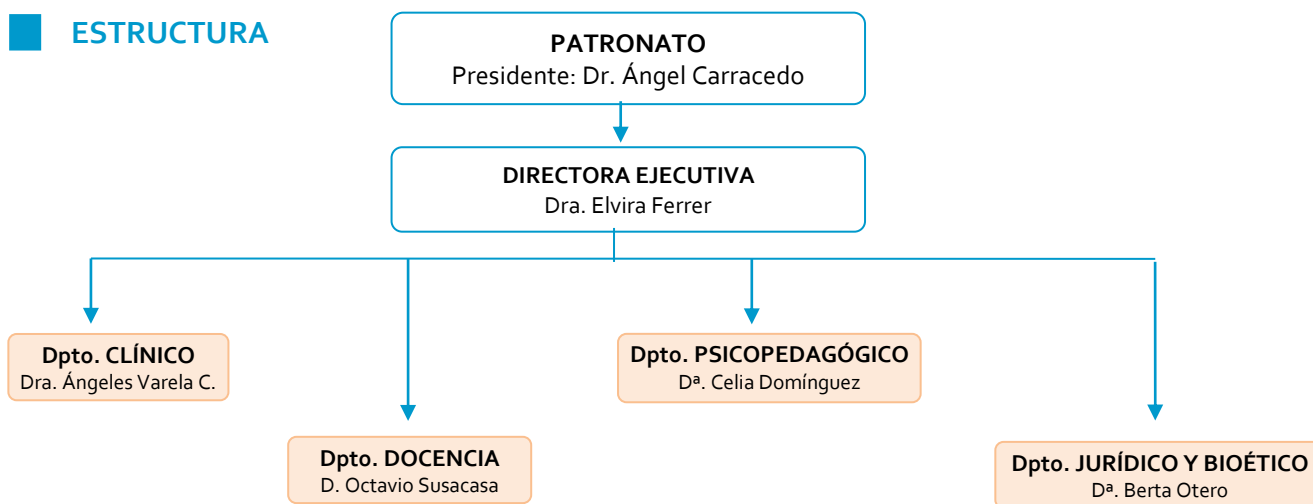 ESTRUCTURA
PATRONATO
Presidente: Dr. Ángel Carracedo
DIRECTORA EJECUTIVA
Dra. Elvira Ferrer
Dpto. CLÍNICO
Dra. Ángeles Varela C.
Dpto. PSICOPEDAGÓGICO
Dª. Celia Domínguez
Dpto. DOCENCIA
D. Octavio Susacasa
Dpto. JURÍDICO Y BIOÉTICO
Dª. Berta Otero